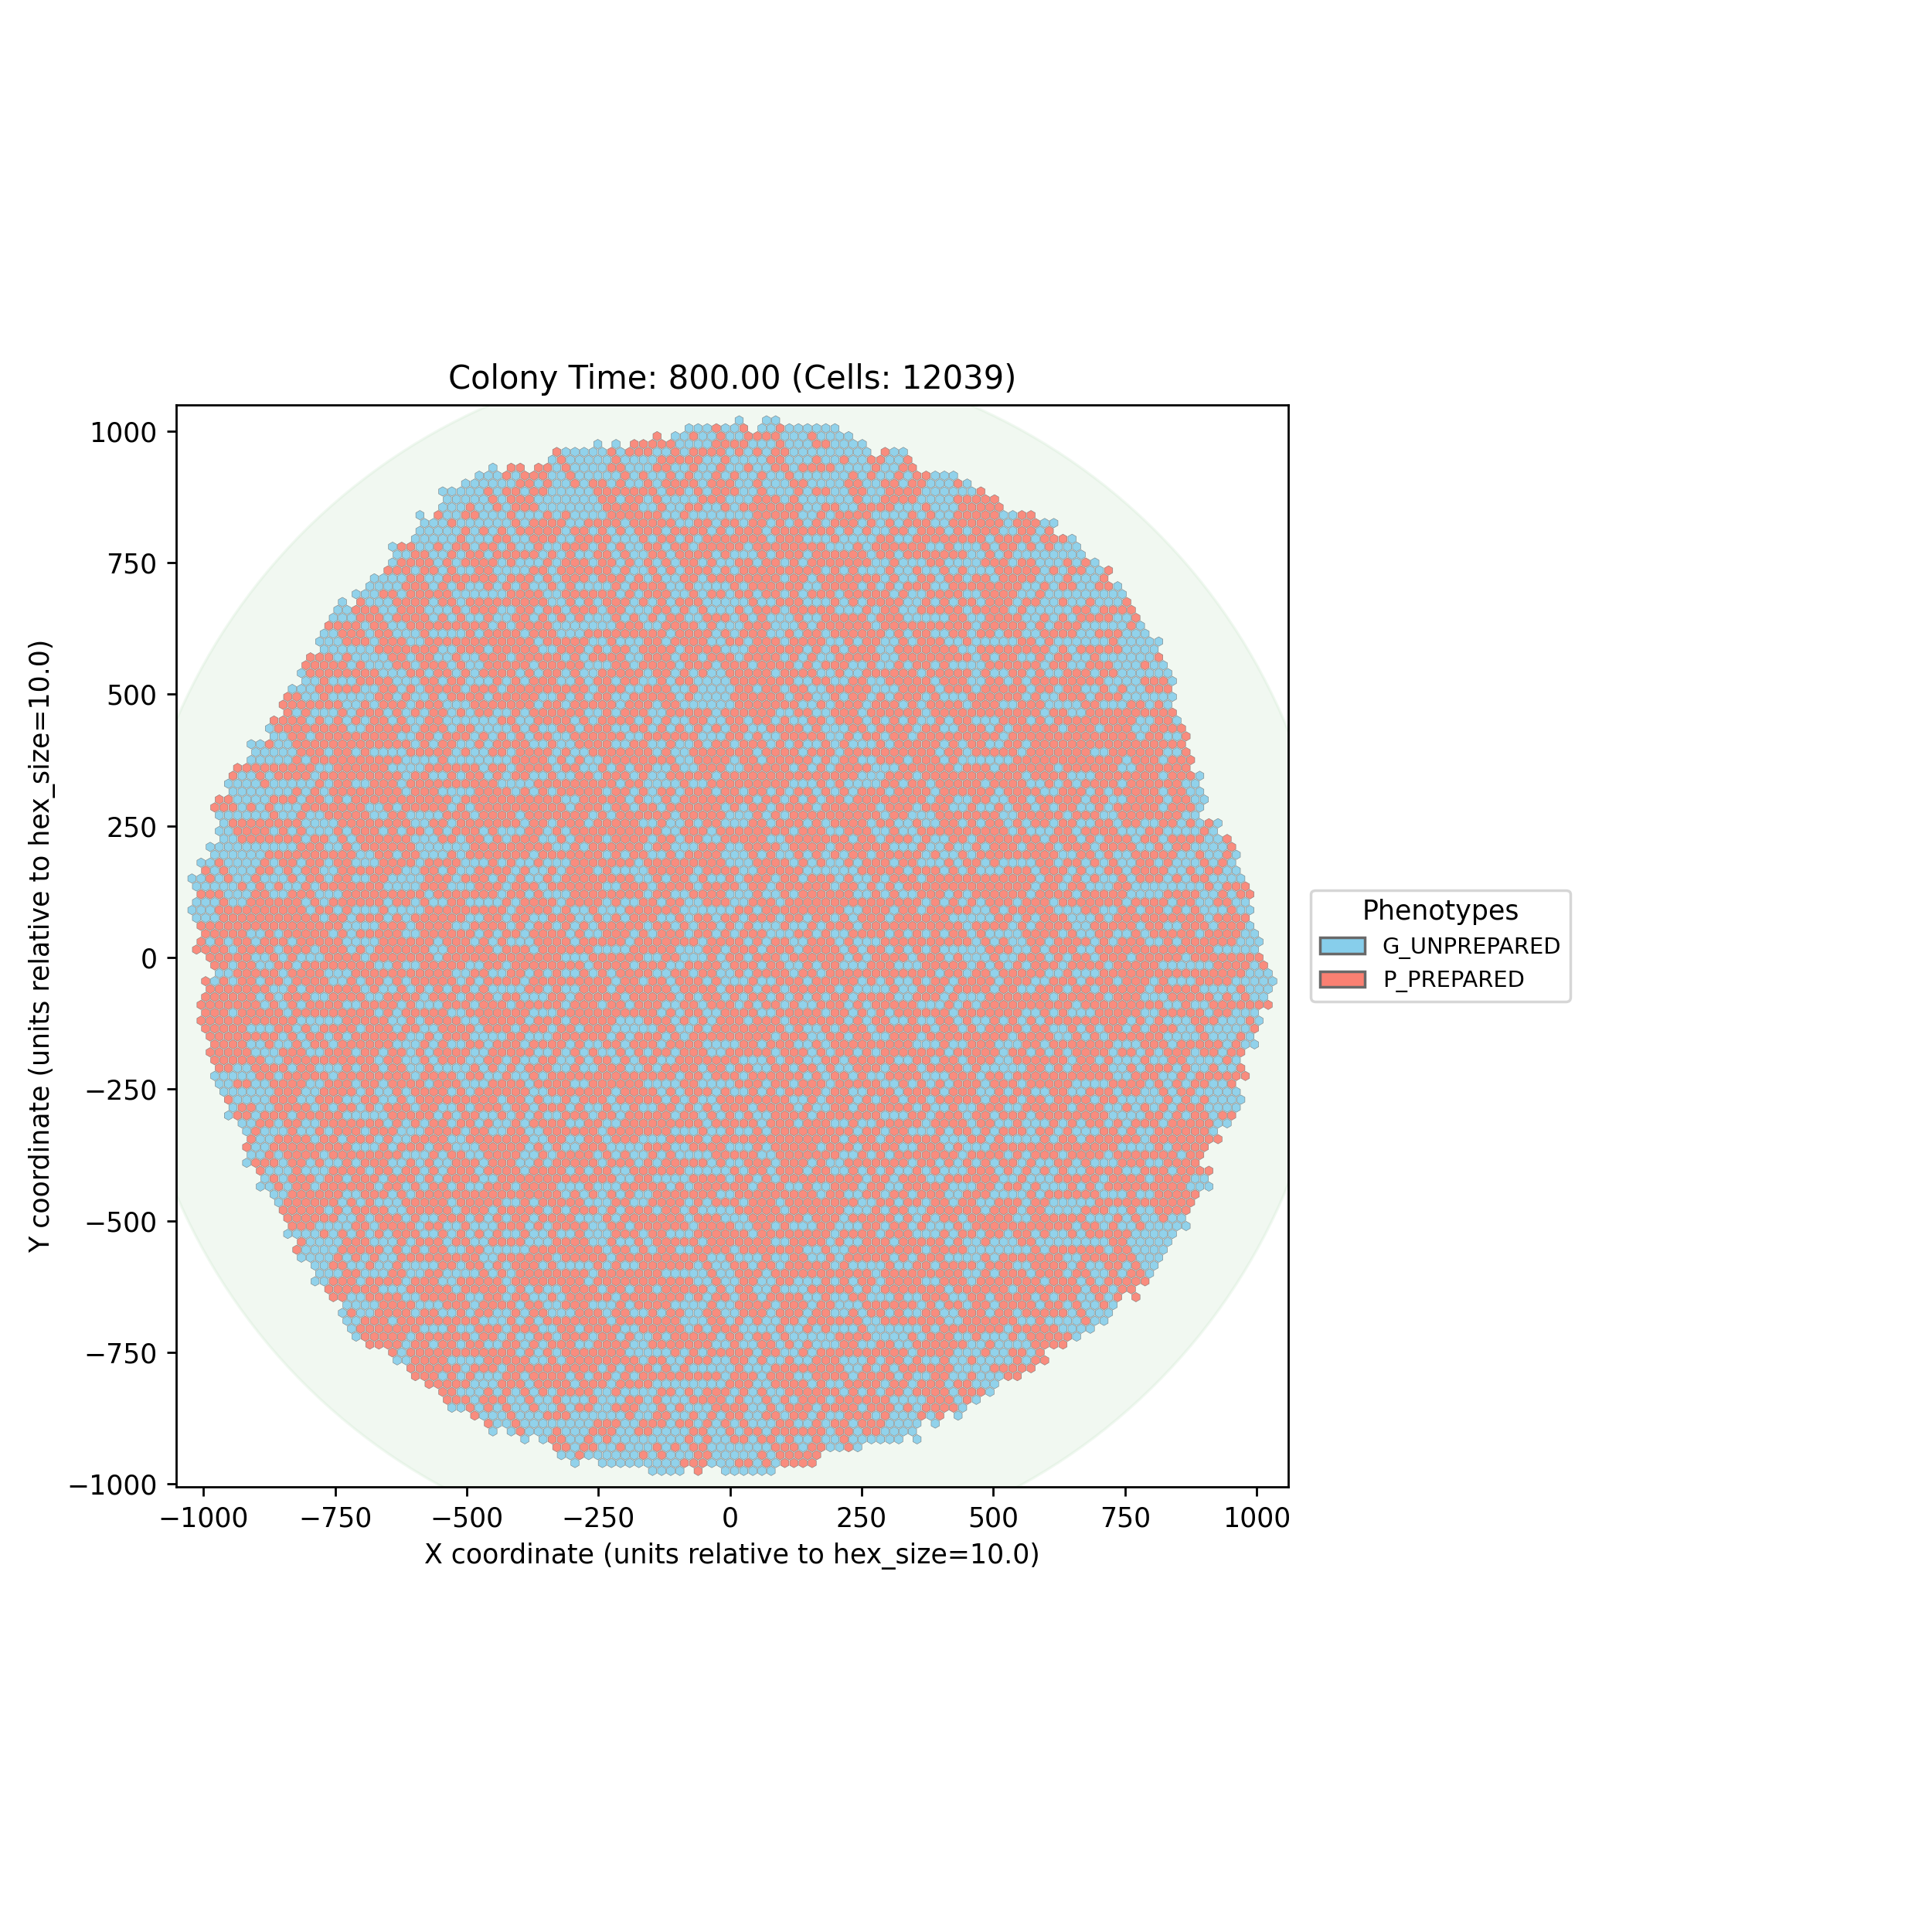 Colony Time: 800.00 (Cells: 12039)
Y coordinate (units relative to hex_size=10.0)
1000
750
500
250
0
−250
−500
−750
−1000
−1000 −750 −500 −250 0 250 500 750 1000
X coordinate (units relative to hex_size=10.0)
Phenotypes
G_UNPREPARED
P_PREPARED